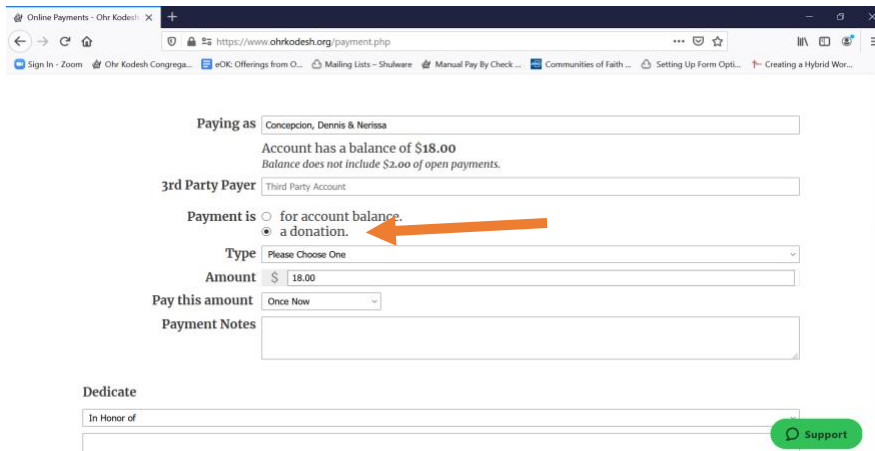 Online Payments - Ohr Kodesh
https://www.ohrkodesh.org/payment.php
Sign In - Zoom Ohr Kodesh Congrega... eOK: Offerings from O... Mailing Lists – Shulware Manual Pay By Check ... Communities of Faith ... Setting Up Form Opti... Creating a Hybrid Wor...
Paying as Concepcion, Dennis & Nerissa
Account has a balance of $18.00
Balance does not include $2.00 of open payments.
3rd Party Payer Third Party Account
Payment is for account balance.
a donation.
Type Please Choose One
Amount $ 18.00
Pay this amount Once Now
Payment Notes
Dedicate
In Honor of
Support